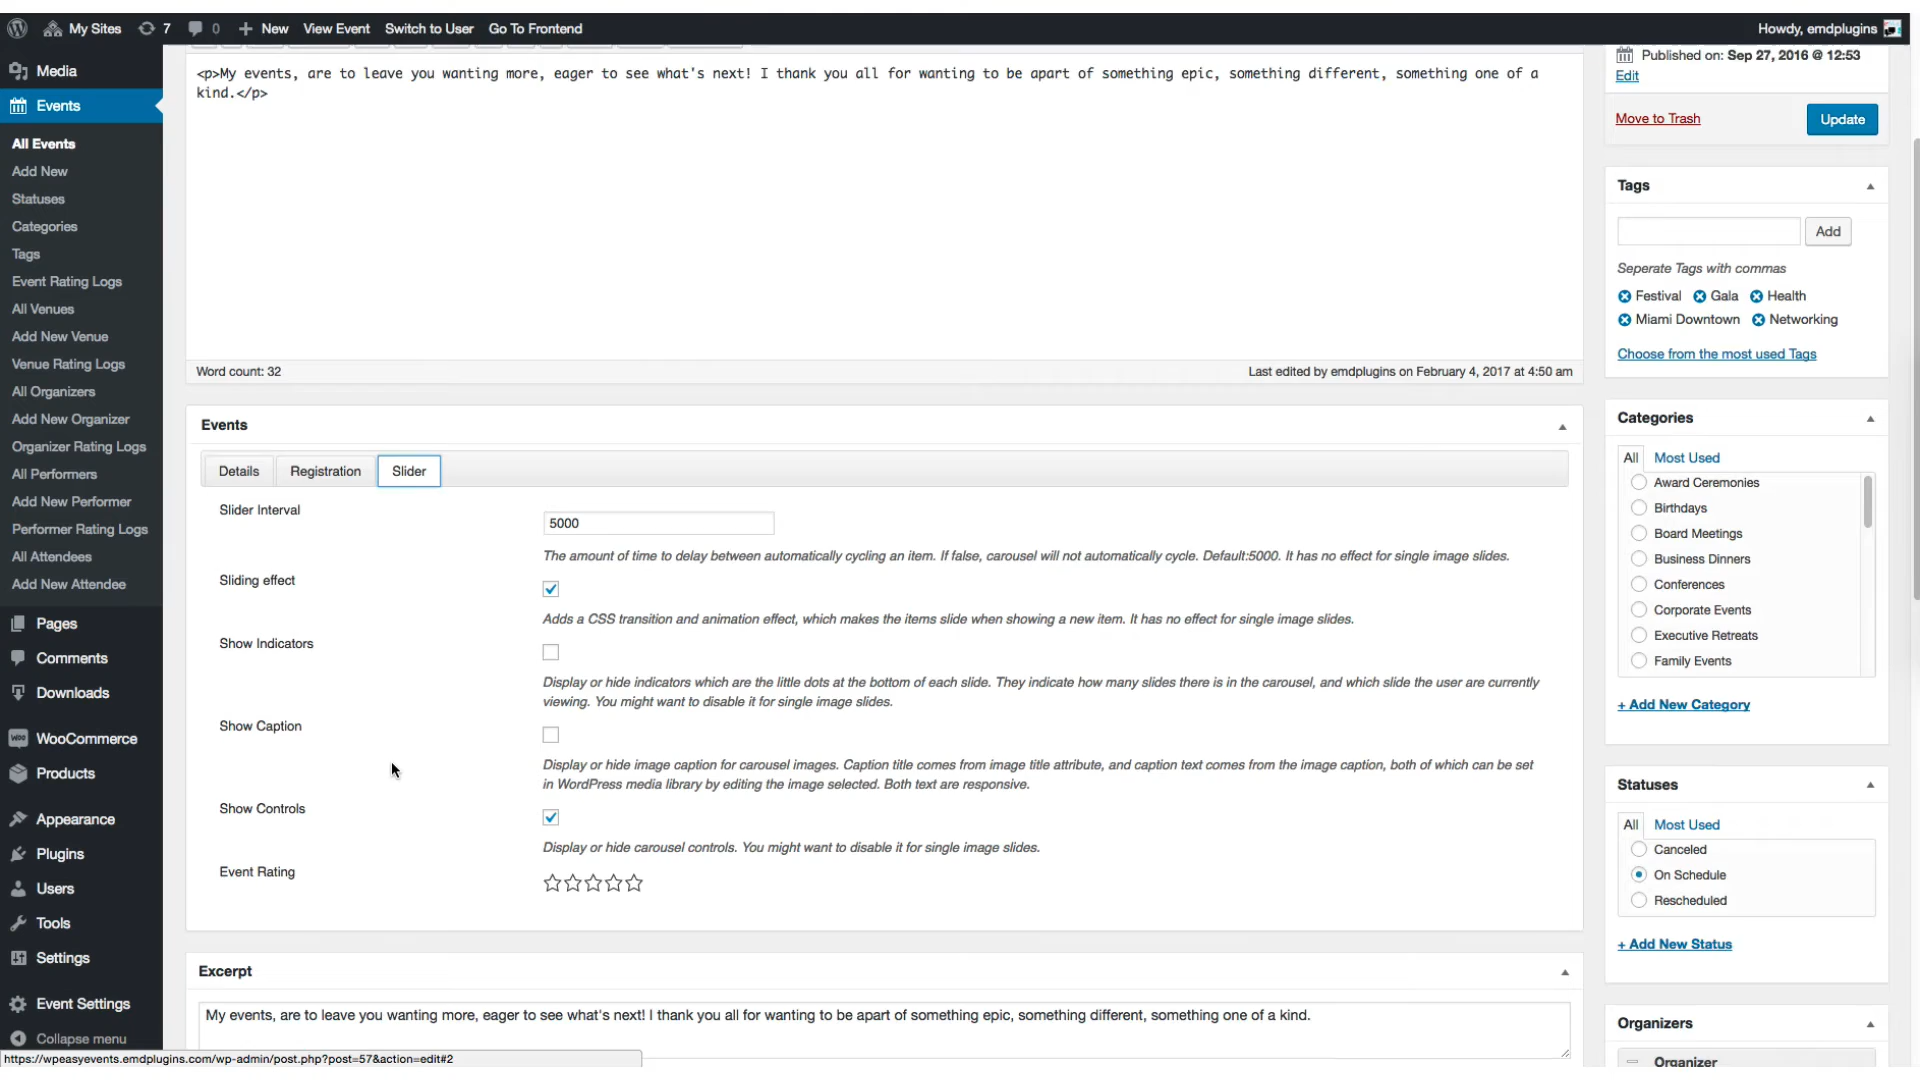 My Sites 7 0 New View Event Switch to User Go To Frontend Howdy, emdplugins
Media
Events
All Events
Add New
Statuses
Categories
Tags
Event Rating Logs
All Venues
Add New Venue
Venue Rating Logs
All Organizers
Add New Organizer
Organizer Rating Logs
All Performers
Add New Performer
Performer Rating Logs
All Attendees
Add New Attendee
Pages
Comments
Downloads
WooCommerce
Products
Appearance
Plugins
Users
Tools
Settings
Event Settings
Collapse menu
https://wpeasyevents.emdplugins.com/wp-admin/post.php?post=57&action=edit#2
<p>My events, are to leave you wanting more, eager to see what's next! I thank you all for wanting to be apart of something epic, something different, something one of a
kind.</p>
Word count: 32 Last edited by emdplugins on February 4, 2017 at 4:50 am
Events
Details Registration Slider
Slider Interval
5000
The amount of time to delay between automatically cycling an item. If false, carousel will not automatically cycle. Default:5000. It has no effect for single image slides.
Sliding effect
Adds a CSS transition and animation effect, which makes the items slide when showing a new item. It has no effect for single image slides.
Show Indicators
Display or hide indicators which are the little dots at the bottom of each slide. They indicate how many slides there is in the carousel, and which slide the user are currently
viewing. You might want to disable it for single image slides.
Show Caption
Display or hide image caption for carousel images. Caption title comes from image title attribute, and caption text comes from the image caption, both of which can be set
in WordPress media library by editing the image selected. Both text are responsive.
Show Controls
Display or hide carousel controls. You might want to disable it for single image slides.
Event Rating
Excerpt
My events, are to leave you wanting more, eager to see what's next! I thank you all for wanting to be apart of something epic, something different, something one of a kind.
Published on: Sep 27, 2016 @ 12:53
Edit
Move to Trash Update
Tags
Add
Seperate Tags with commas
Festival Gala Health
Miami Downtown Networking
Choose from the most used Tags
Categories
All Most Used
Award Ceremonies
Birthdays
Board Meetings
Business Dinners
Conferences
Corporate Events
Executive Retreats
Family Events
+ Add New Category
Statuses
All Most Used
Canceled
On Schedule
Rescheduled
+ Add New Status
Organizers
Organizer